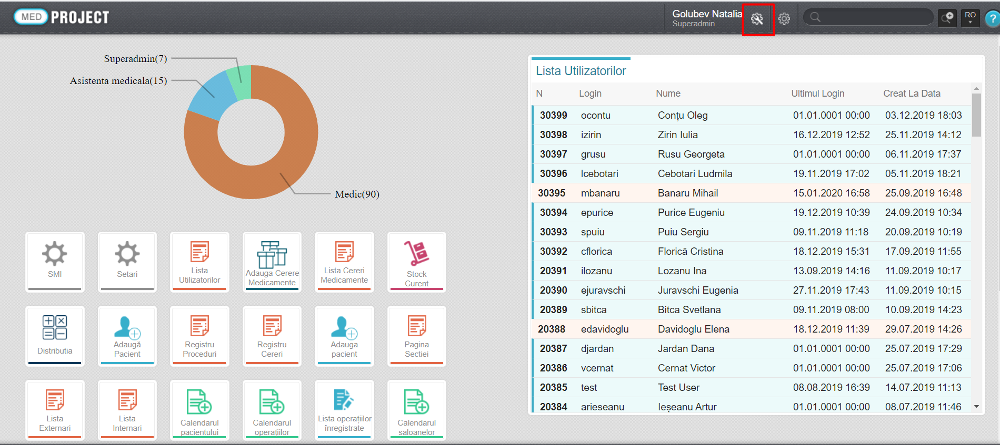 MED PROJECT
Golubev Natalia
Superadmin
RO
?
Superadmin(7)
Asistenta medicala(15)
Medic(90)
SMI
Setari
Lista
Utilizatorilor
Adauga Cerere
Medicamente
Lista Cereri
Medicamente
Stock
Curent
Distributia
Adaugă
Pacient
Registru
Proceduri
Registru
Cereri
Adauga
pacient
Pagina
Sectiei
Lista
Externari
Lista
Internari
Calendarul
pacientului
Calendarul
operațiilor
Lista operațiilor
înregistrate
Calendarul
saloanelor
Lista Utilizatorilor
N Login Nume Ultimul Login Creat La Data
30399 ocontu Conțu Oleg 01.01.0001 00:00 03.12.2019 18:03
30398 izirin Zirin Iulia 16.12.2019 12:52 25.11.2019 14:12
30397 grusu Rusu Georgeta 01.01.0001 00:00 06.11.2019 17:37
30396 lcebotari Cebotari Ludmila 19.11.2019 17:02 05.11.2019 18:21
30395 mbanaru Banaru Mihail 15.01.2020 16:58 25.09.2019 16:48
30394 epurice Purice Eugeniu 19.12.2019 10:39 24.09.2019 10:34
30393 spuiu Puiu Sergiu 09.11.2019 11:18 20.09.2019 10:19
30392 cflorica Florică Cristina 18.12.2019 15:31 17.09.2019 11:55
20391 ilozanu Lozanu Ina 13.09.2019 14:16 11.09.2019 10:17
20390 ejuravschi Juravschi Eugenia 27.11.2019 17:43 11.09.2019 10:15
20389 sbitca Bitca Svetlana 09.11.2019 08:00 10.09.2019 14:23
20388 edavidoglu Davidoglu Elena 18.12.2019 11:39 29.07.2019 14:26
20387 djardan Jardan Dana 01.01.0001 00:00 25.07.2019 17:29
20386 vcernat Cernat Victor 01.01.0001 00:00 25.07.2019 17:06
20385 test Test User 08.08.2019 16:39 14.07.2019 11:13
20384 arieseanu Ieșeanu Artur 01.01.0001 00:00 08.07.2019 11:46